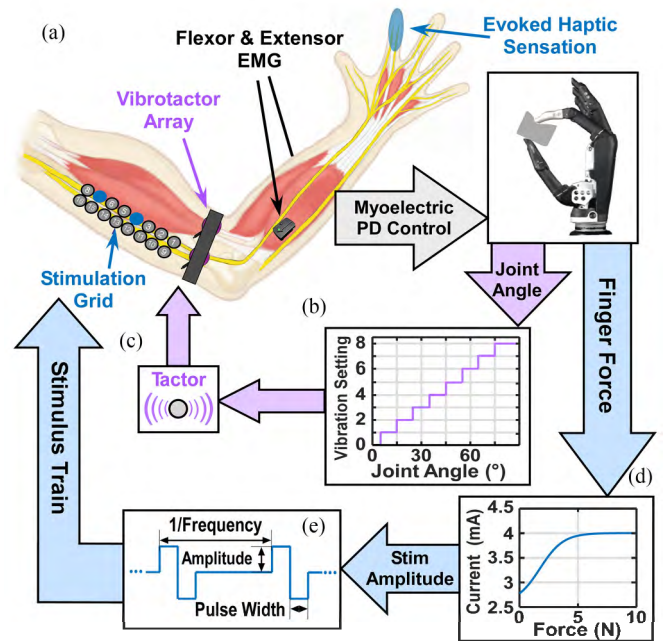 (a)
Flexor & Extensor
EMG
Evoked Haptic
Sensation
Vibrotactor
Array
Stimulation
Grid
Myoelectric
PD Control
Joint
Angle
Finger Force
(b)
Vibration Setting
8
6
4
2
0
30
60
Joint Angle (°)
(c)
Tactor
Stimulus Train
(d)
Current (mA)
4.5
4
3.5
3
2.5
0
5
10
Force (N)
Stim
Amplitude
(e)
1/Frequency
Amplitude
Pulse Width